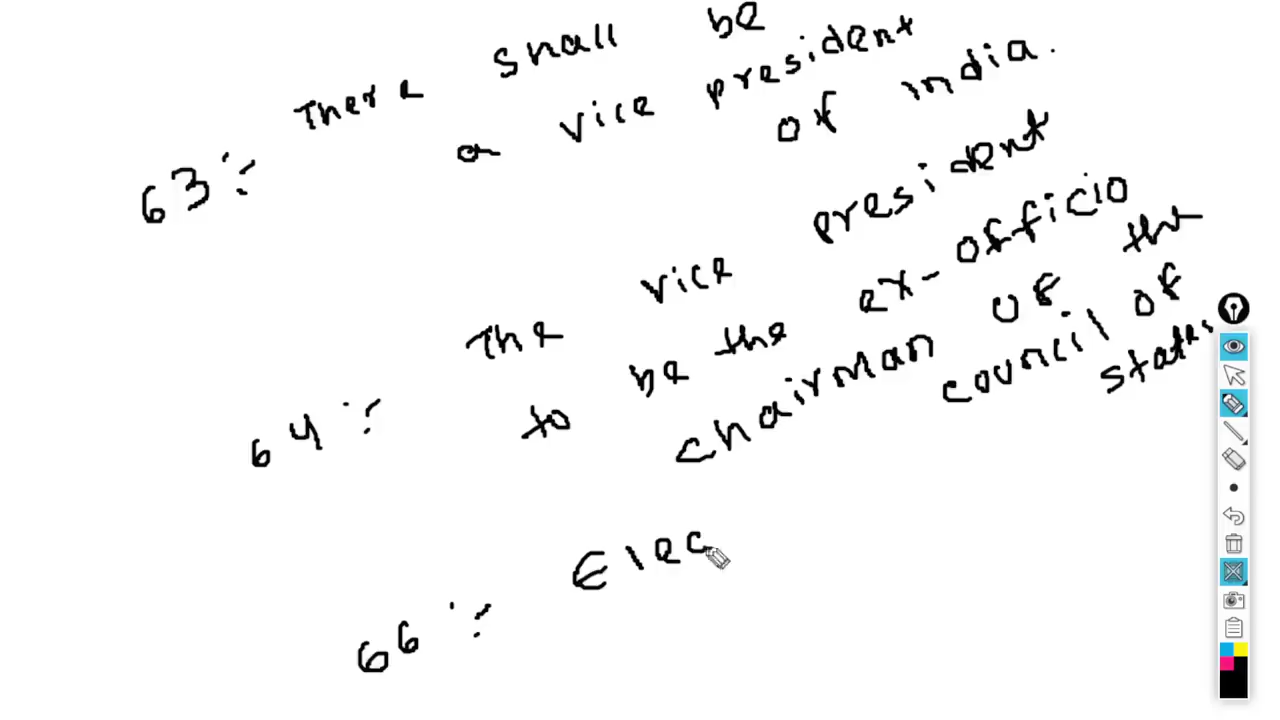 63:- There shall be
a vice president
of india.
64:- The vice president
to be the ex-officio
chairman of the
council of
states
66:- Elec